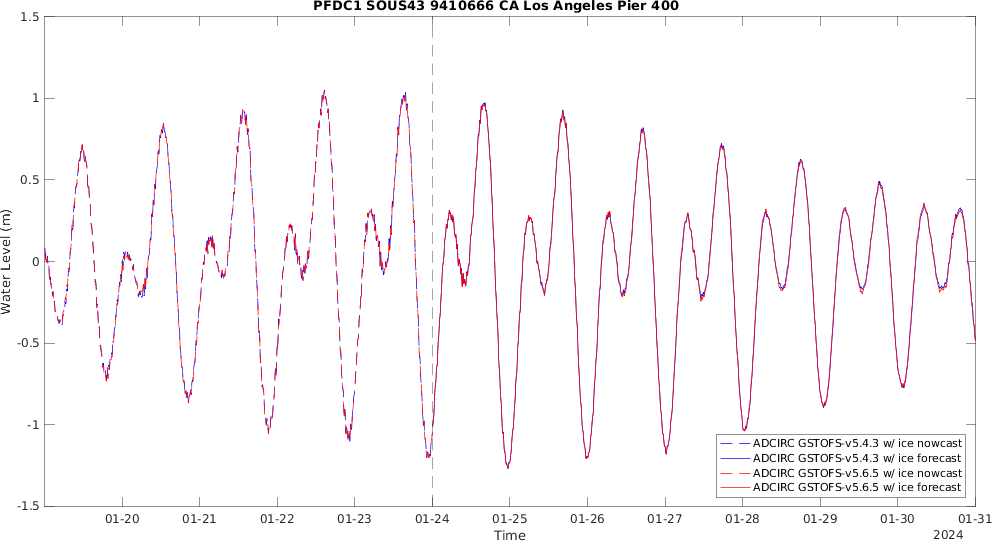 PFDC1 SOUS43 9410666 CA Los Angeles Pier 400
1.5
1
0.5
0
-0.5
-1
-1.5
Water Level (m)
ADCIRC GSTOFS-v5.4.3 w/ ice nowcast
ADCIRC GSTOFS-v5.4.3 w/ ice forecast
ADCIRC GSTOFS-v5.6.5 w/ ice nowcast
ADCIRC GSTOFS-v5.6.5 w/ ice forecast
01-20 01-21 01-22 01-23 01-24 01-25 01-26 01-27 01-28 01-29 01-30 01-31
Time
2024